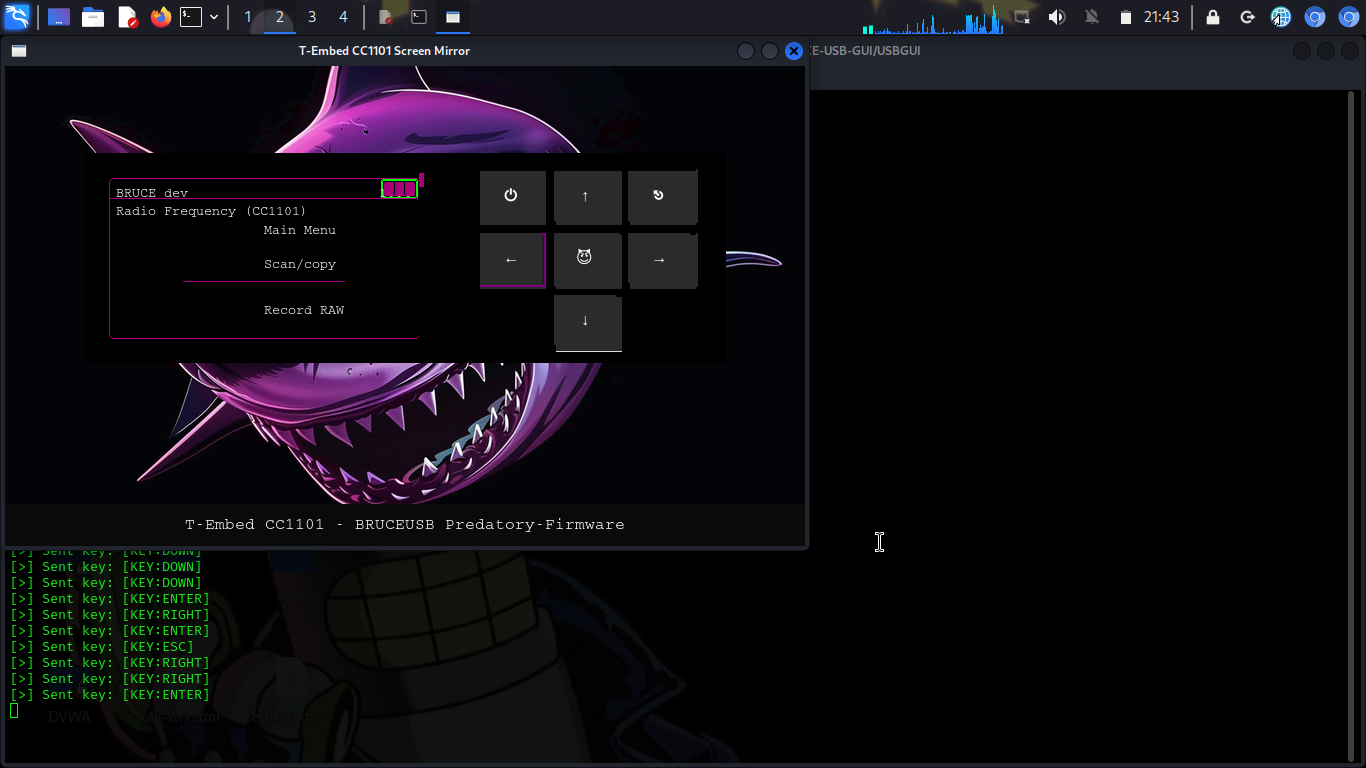 1 2 3 4 21:43
T-Embed CC1101 Screen Mirror
E-USB-GUI/USBGUI
BRUCE dev
Radio Frequency (CC1101)
Main Menu
Scan/copy
Record RAW
T-Embed CC1101 - BRUCEUSB Predatory-Firmware
[>] Sent key: [KEY:DOWN]
[>] Sent key: [KEY:DOWN]
[>] Sent key: [KEY:DOWN]
[>] Sent key: [KEY:ENTER]
[>] Sent key: [KEY:RIGHT]
[>] Sent key: [KEY:ENTER]
[>] Sent key: [KEY:ESC]
[>] Sent key: [KEY:RIGHT]
[>] Sent key: [KEY:RIGHT]
[>] Sent key: [KEY:ENTER]
DVWA kali-whoami